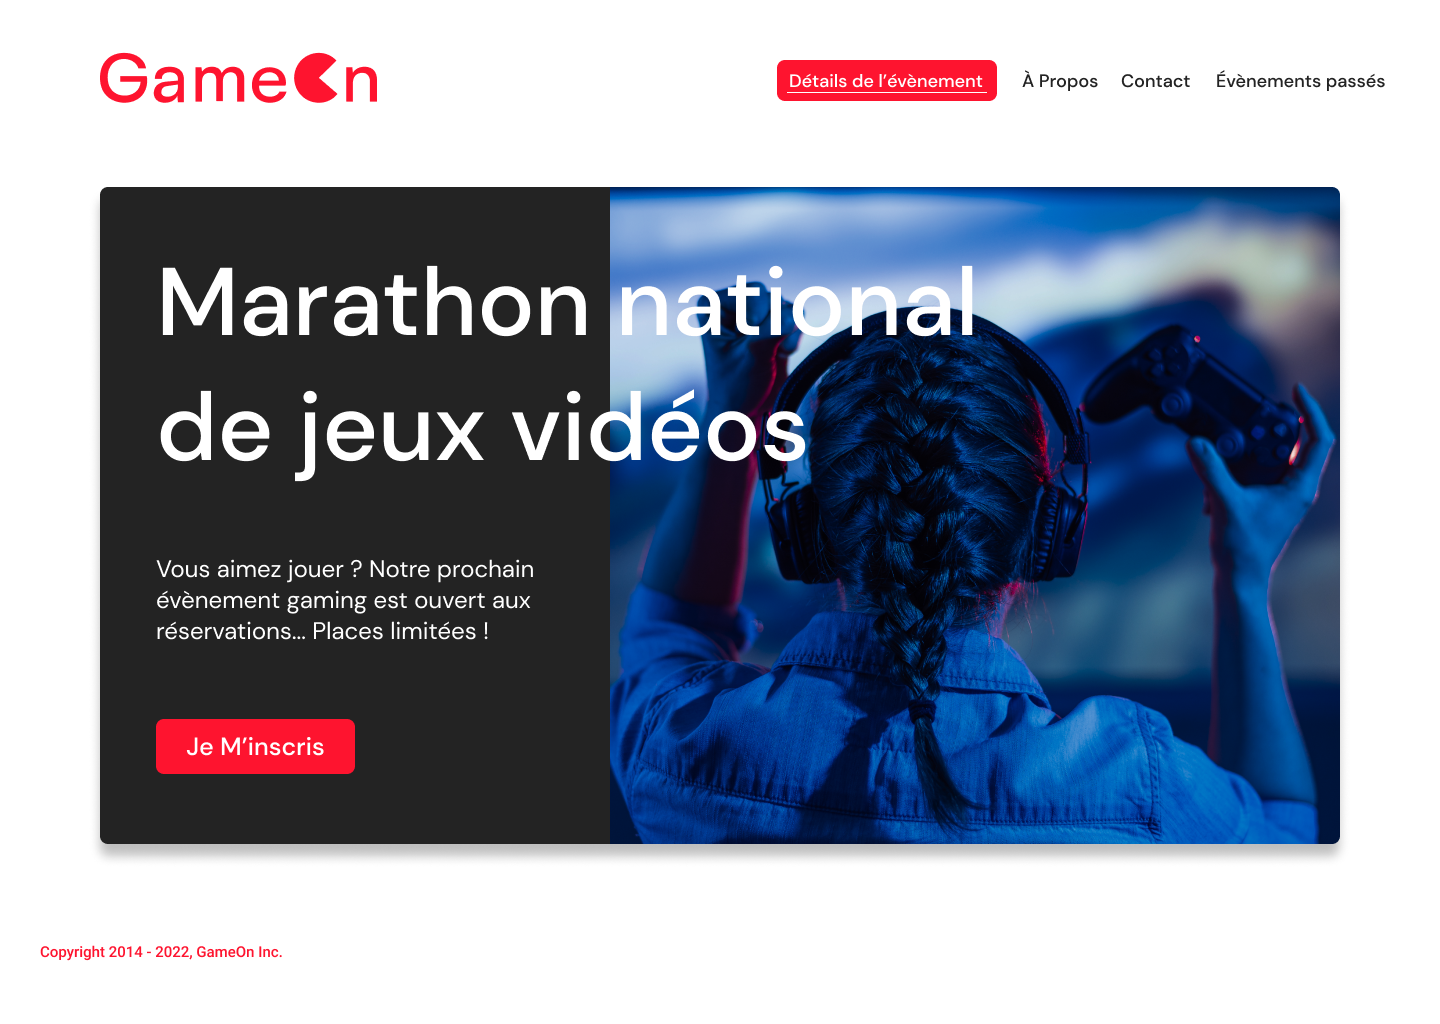 GameOn
Détails de l’évènement À Propos Contact Évènements passés
Marathon national
de jeux vidéos
Vous aimez jouer ? Notre prochain
évènement gaming est ouvert aux
réservations... Places limitées !
Je M’inscris
Copyright 2014 - 2022, GameOn Inc.